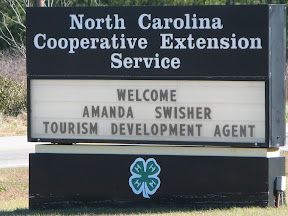 North Carolina
Cooperative Extension
Service
WELCOME
AMANDA SWISHER
TOURISM DEVELOPMENT AGENT